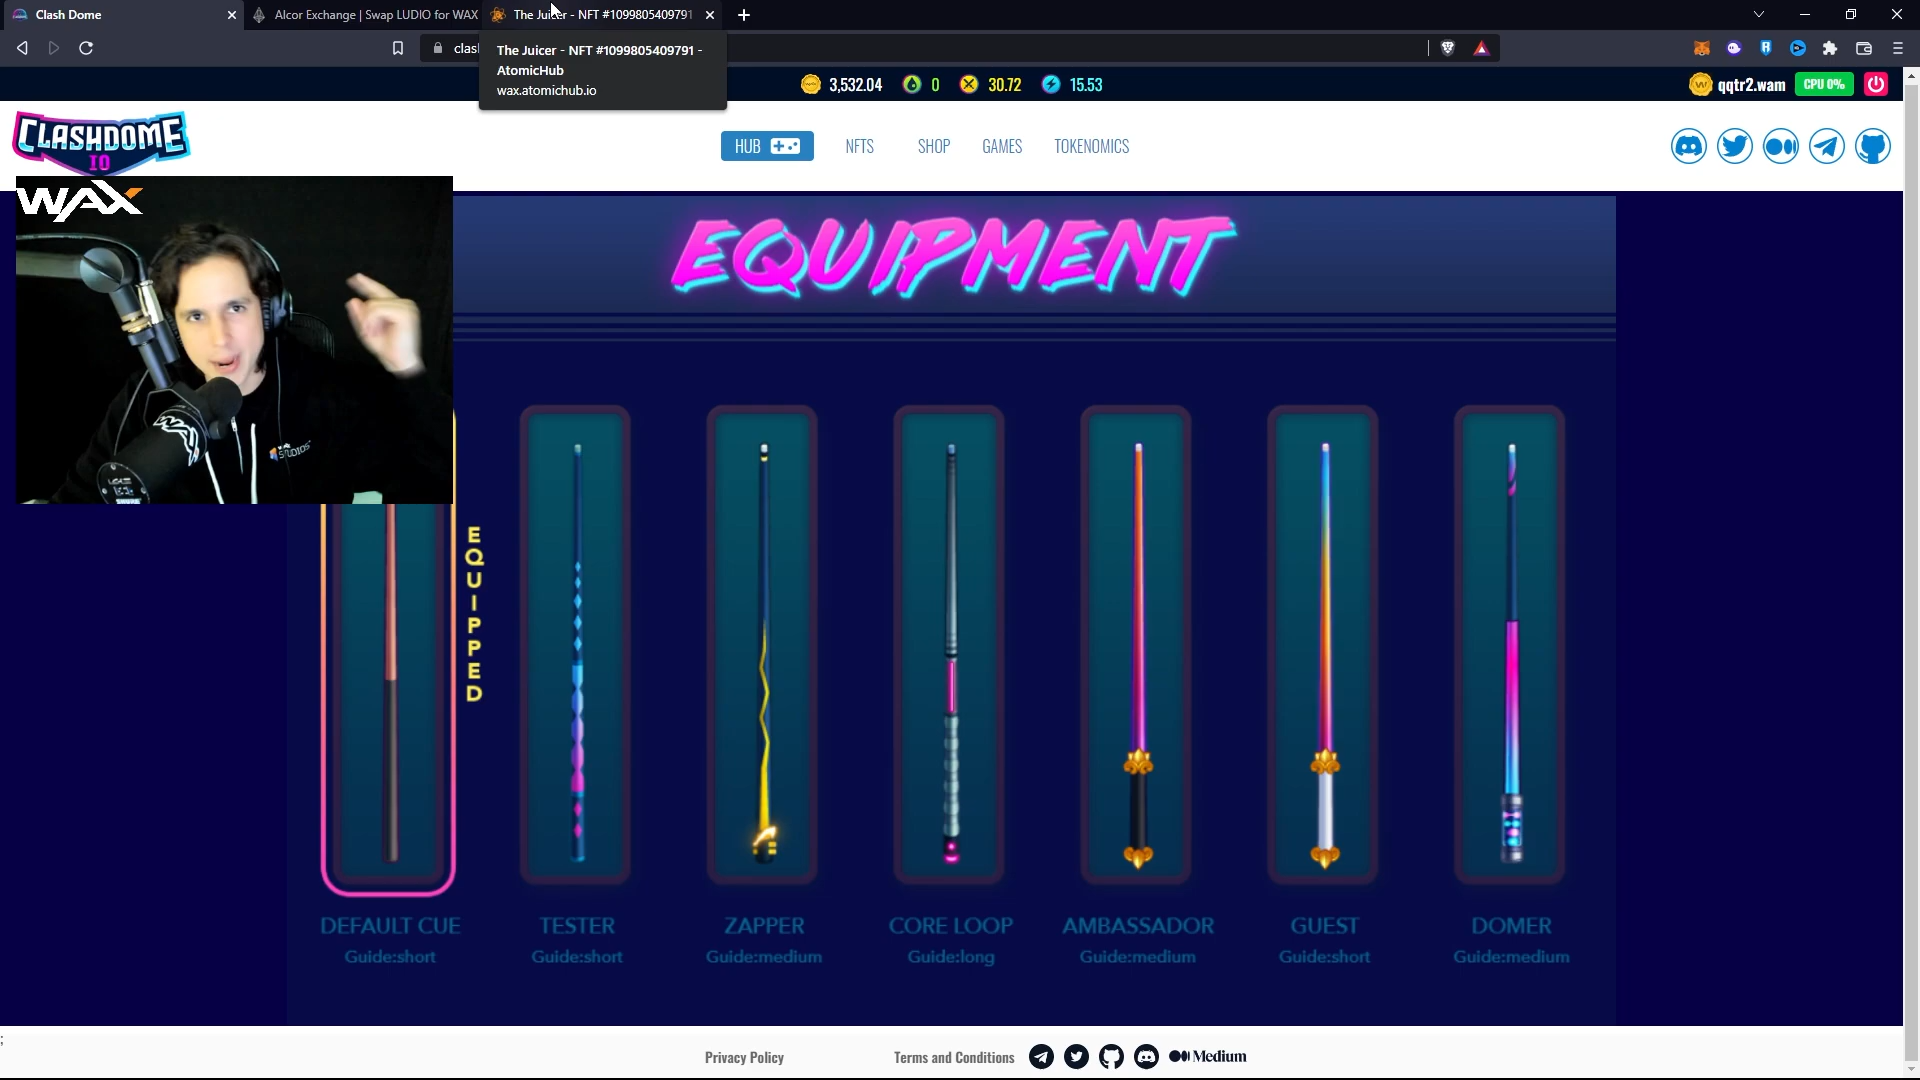 Clash Dome
Alcor Exchange | Swap LUDIO for WAX
The Juicer - NFT #1099805409791
clas
The Juicer - NFT #1099805409791 -
AtomicHub
wax.atomichub.io
3,532.04
0
30.72
15.53
qqtr2.wam
CPU 0%
CLASHDOME
IO
HUB
NFTS
SHOP
GAMES
TOKENOMICS
WAX
STUDIOS
EQUIPMENT
EQUIPPED
DEFAULT CUE
TESTER
ZAPPER
CORE LOOP
AMBASSADOR
GUEST
DOMER
Guide:short
Guide:short
Guide:medium
Guide:long
Guide:medium
Guide:short
Guide:medium
;
Privacy Policy
Terms and Conditions
Medium